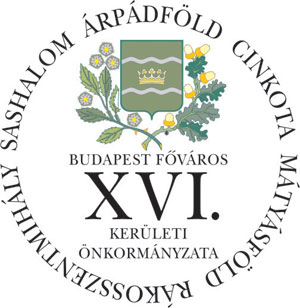 SASHALOM ÁRPÁDFÖLD CINKOTA MÁTYÁSFÖLD RÁKOSSZENTMIHÁLY
BUDAPEST FŐVÁROS
XVI.
KERÜLETI
ÖNKORMÁNYZATA